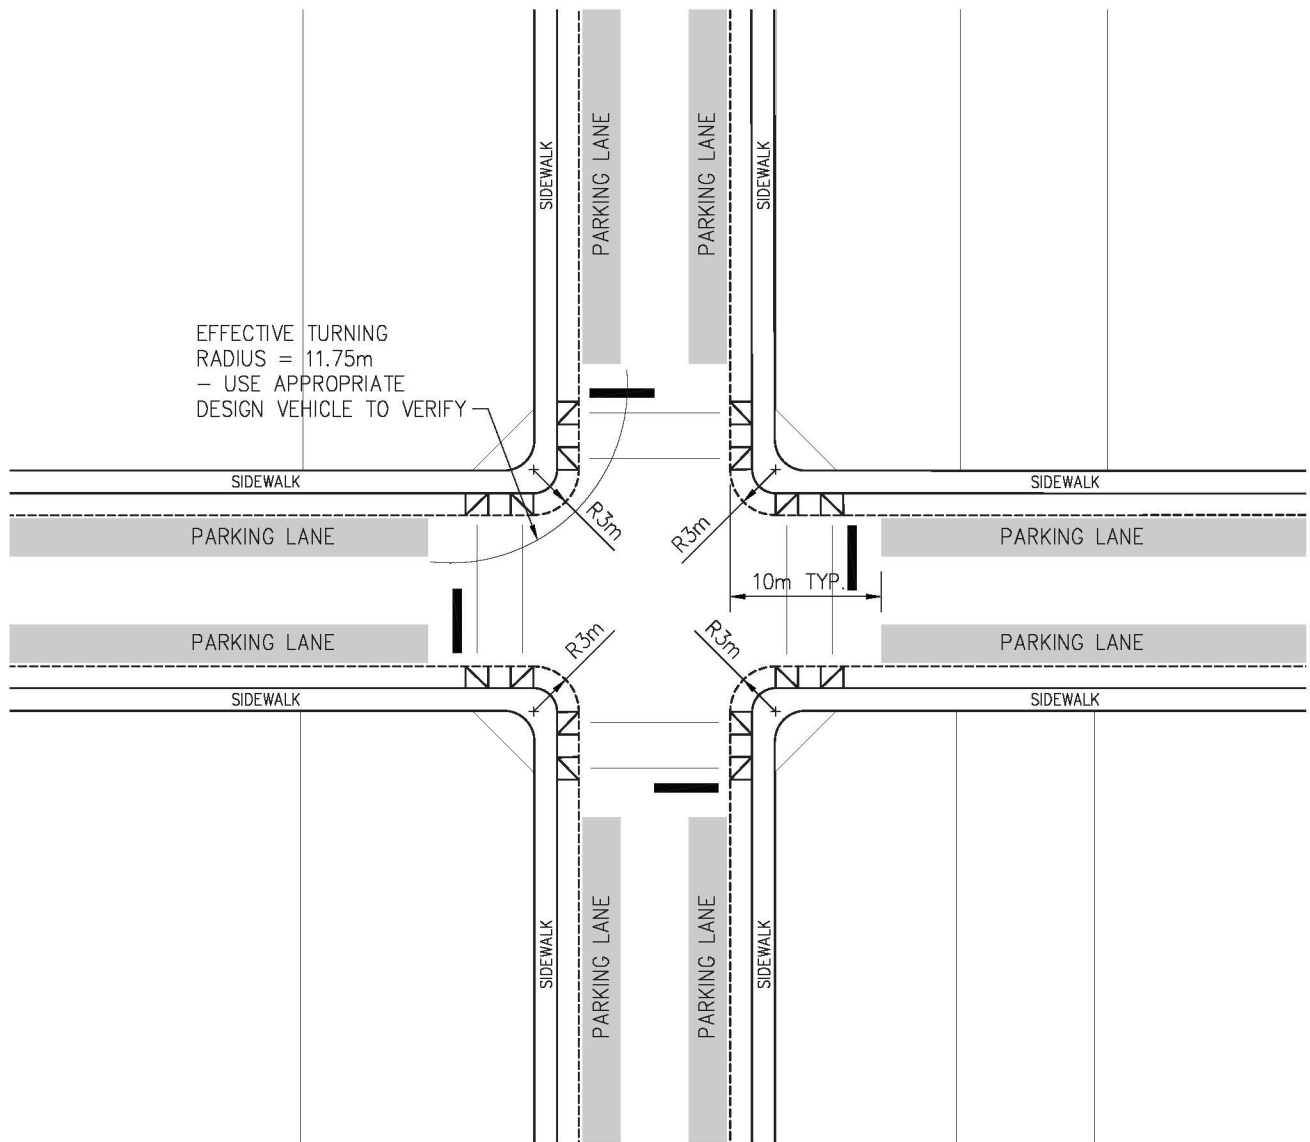 SIDEWALK
PARKING LANE
PARKING LANE
SIDEWALK
EFFECTIVE TURNING
RADIUS = 11.75m
- USE APPROPRIATE
DESIGN VEHICLE TO VERIFY
SIDEWALK
SIDEWALK
R3m
R3m
PARKING LANE
PARKING LANE
10m TYP.
PARKING LANE
R3m
R3m
PARKING LANE
SIDEWALK
SIDEWALK
SIDEWALK
PARKING LANE
PARKING LANE
SIDEWALK